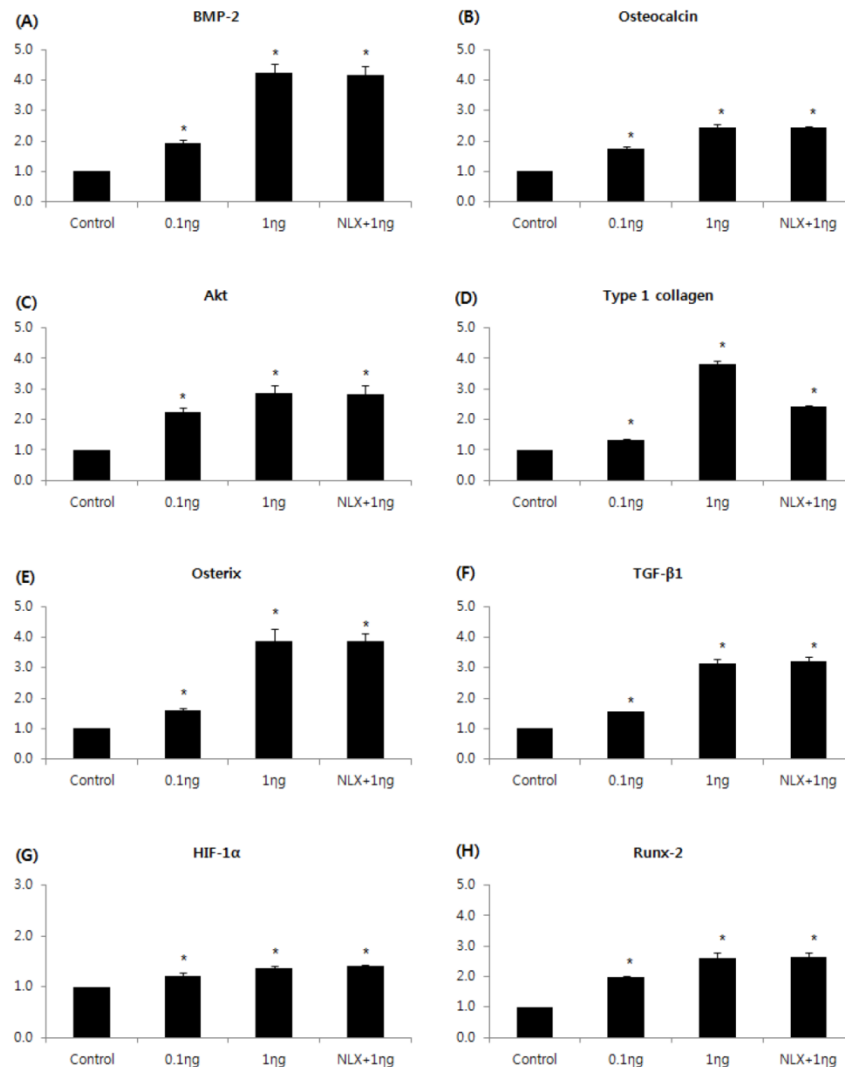 (A) BMP-2
5.0
4.0
3.0
2.0
1.0
0.0
* * *
Control 0.1ηg 1ηg NLX+1ηg
(B) Osteocalcin
5.0
4.0
3.0
2.0
1.0
0.0
* * *
Control 0.1ηg 1ηg NLX+1ηg
(C) Akt
5.0
4.0
3.0
2.0
1.0
0.0
* * *
Control 0.1ηg 1ηg NLX+1ηg
(D) Type 1 collagen
5.0
4.0
3.0
2.0
1.0
0.0
* * *
Control 0.1ηg 1ηg NLX+1ηg
(E) Osterix
5.0
4.0
3.0
2.0
1.0
0.0
* * *
Control 0.1ηg 1ηg NLX+1ηg
(F) TGF-β1
5.0
4.0
3.0
2.0
1.0
0.0
* * *
Control 0.1ηg 1ηg NLX+1ηg
(G) HIF-1α
3.0
2.0
1.0
0.0
* * *
Control 0.1ηg 1ηg NLX+1ηg
(H) Runx-2
5.0
4.0
3.0
2.0
1.0
0.0
* * *
Control 0.1ηg 1ηg NLX+1ηg